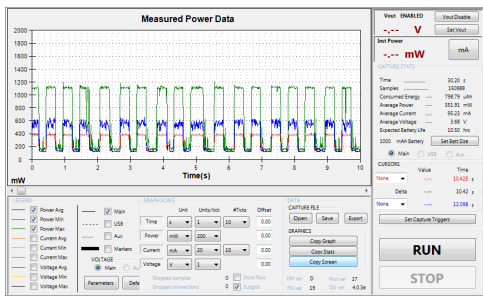 Measured Power Data
2000
1800
1600
1400
1200
1000
800
600
400
200
0
0 1 2 3 4 5 6 7 8 9 10
mW
Time(s)
Vout ENABLED
Vout Disable
-.-- V
Set Vout
Inst Power
-.-- mW
mA
CAPTURE STATS
Time 30.20 s
Samples 150988
Consumed Energy 798.79 uAh
Average Power 351.91 mW
Average Current 95.23 mA
Average Voltage 3.68 V
Expected Battery Life 10.50 hrs
1000 mAh Battery Set Batt Size
Main USB Aux
CURSORS
Value Time
None -.-- 10.425 s
Delta -.-- 10.42 s
None -.-- 12.098 s
Set Capture Triggers
RUN
STOP
LEGEND
Power Avg
Power Min
Power Max
Current Avg
Current Min
Current Max
Voltage Avg
Voltage Min
Voltage Max
Main
USB
Aux
Markers
VOLTAGE
Main
Parameters
GRAPH SCALE
Unit Units/tick #Ticks Offset
Time s 1 10 0.00
Power mW 200 0.00
Current mA 20 10 0.00
Voltage V 1 0.00
Dropped samples 0
Dropped connections 0
Store Raw
Subgrid
DATA
CAPTURE FILE
Open Save Export
GRAPHICS
Copy Graph
Copy Stats
Copy Screen
HW ver D Prot ver 17
FW ver 19 SW ver 4.0.3e